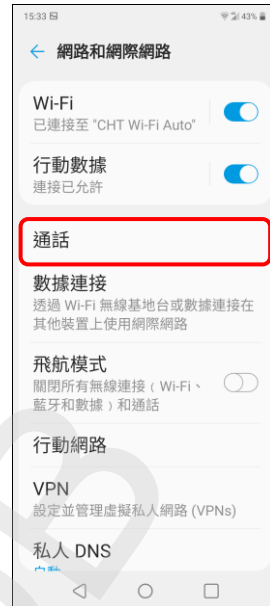 15:33
43%
網路和網際網路
Wi-Fi
已連接至 "CHT Wi-Fi Auto"
行動數據
連接已允許
通話
數據連接
透過 Wi-Fi 無線基地台或數據連接在
其他裝置上使用網際網路
飛航模式
關閉所有無線連接（Wi-Fi、
藍牙和數據）和通話
行動網路
VPN
設定並管理虛擬私人網路 (VPNs)
私人 DNS
自動